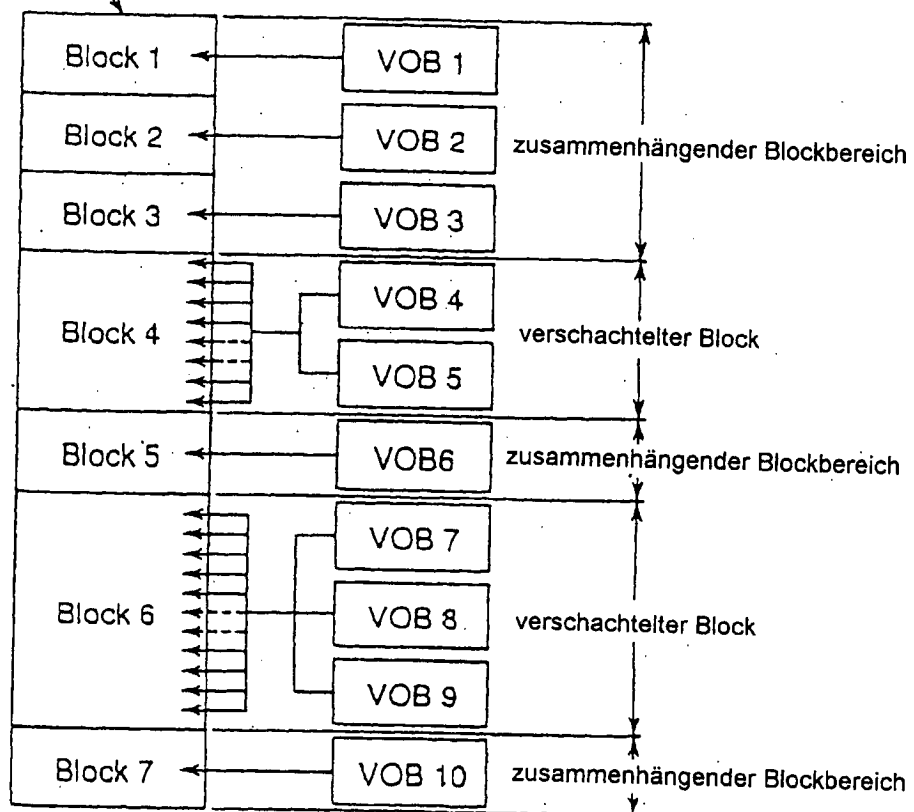 Block 1
VOB 1
Block 2
VOB 2
zusammenhängender Blockbereich
Block 3
VOB 3
VOB 4
Block 4
verschachtelter Block
VOB 5
Block 5
VOB6
zusammenhängender Blockbereich
VOB 7
Block 6
VOB 8
verschachtelter Block
VOB 9
Block 7
VOB 10
zusammenhängender Blockbereich